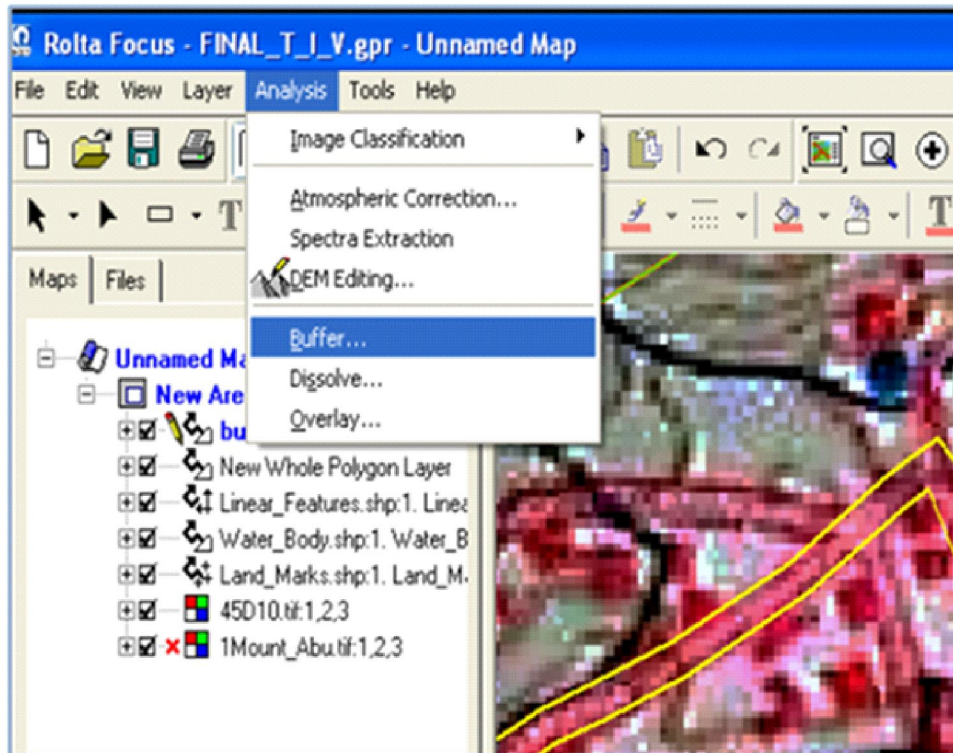 Rolta Focus - FINAL_T_I_V.gpr - Unnamed Map
File Edit View Layer Analysis Tools Help
Image Classification
Atmospheric Correction...
Spectra Extraction
DEM Editing...
Buffer...
Dissolve...
Overlay...
Maps Files
Unnamed Ma
New Are
bu
New Whole Polygon Layer
Linear_Features.shp:1. Linea
Water_Body.shp:1. Water_B
Land_Marks.shp:1. Land_M
45D10.tif:1,2,3
1Mount_Abu.tif:1,2,3